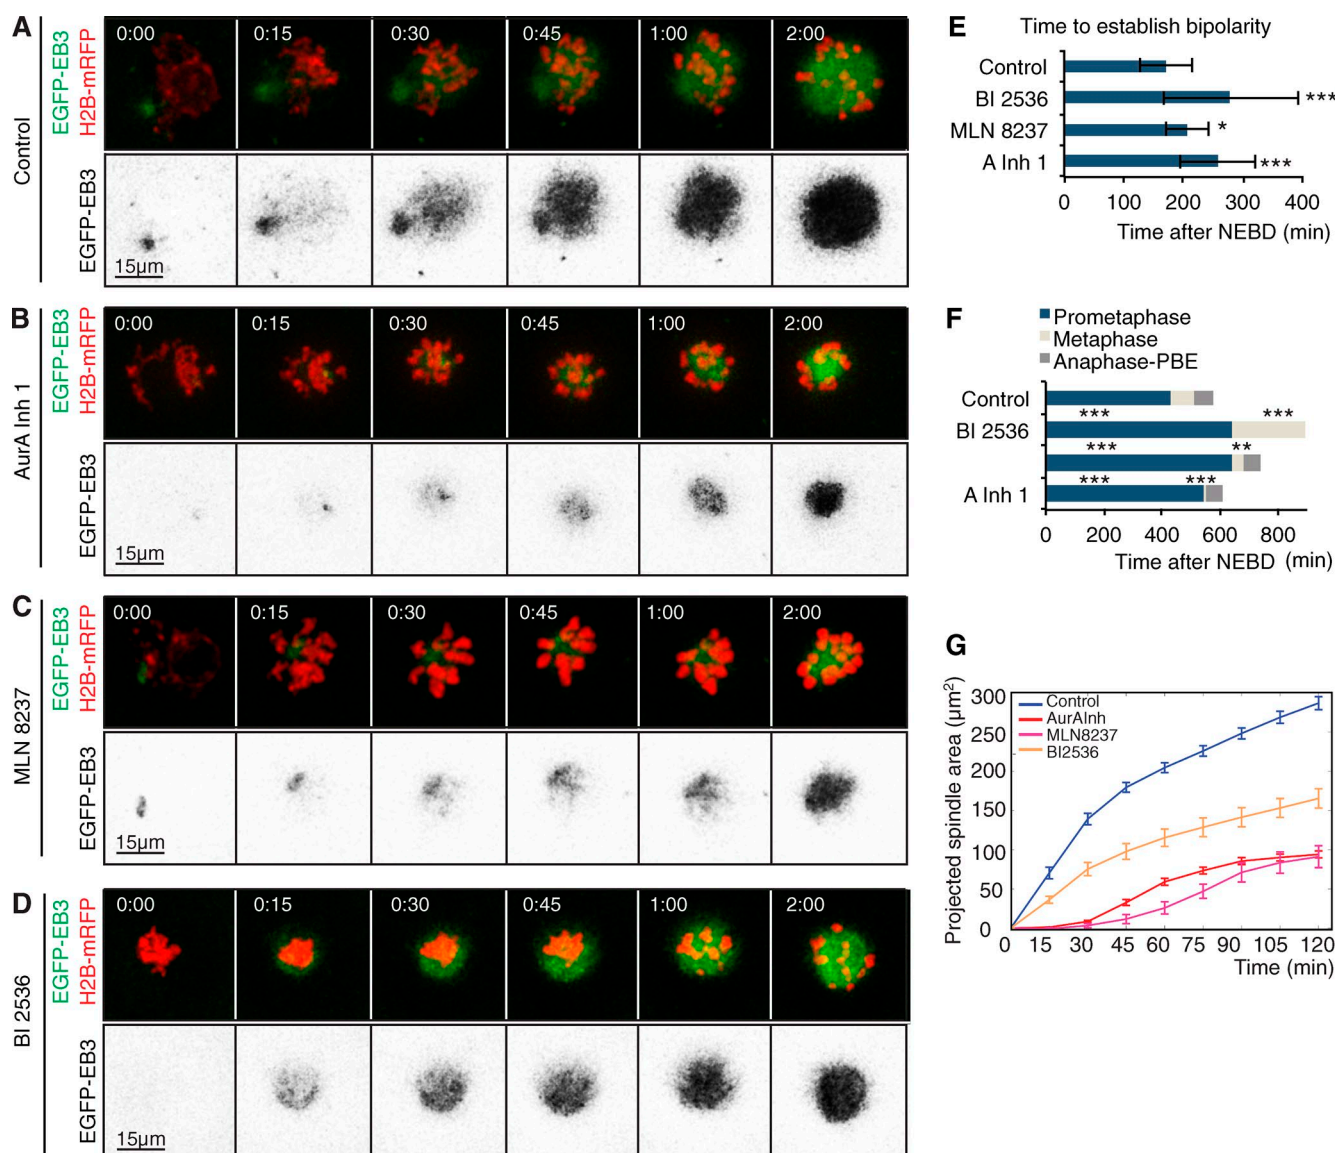 A
Control
EGFP-EB3
H2B-mRFP
0:00
0:15
0:30
0:45
1:00
2:00
EGFP-EB3
15μm
B
AurA Inh 1
EGFP-EB3
H2B-mRFP
0:00
0:15
0:30
0:45
1:00
2:00
EGFP-EB3
15μm
C
MLN 8237
EGFP-EB3
H2B-mRFP
0:00
0:15
0:30
0:45
1:00
2:00
EGFP-EB3
15μm
D
BI 2536
EGFP-EB3
H2B-mRFP
0:00
0:15
0:30
0:45
1:00
2:00
EGFP-EB3
15μm
E
Time to establish bipolarity
Control
BI 2536 ***
MLN 8237 *
A Inh 1 ***
0 100 200 300 400
Time after NEBD (min)
F
Prometaphase
Metaphase
Anaphase-PBE
Control
*** ***
BI 2536
*** **
*** ***
A Inh 1
0 200 400 600 800
Time after NEBD (min)
G
Projected spindle area (μm²)
300
250
200
150
100
50
0
Control
AurAInh
MLN8237
BI2536
0 15 30 45 60 75 90 105 120
Time (min)